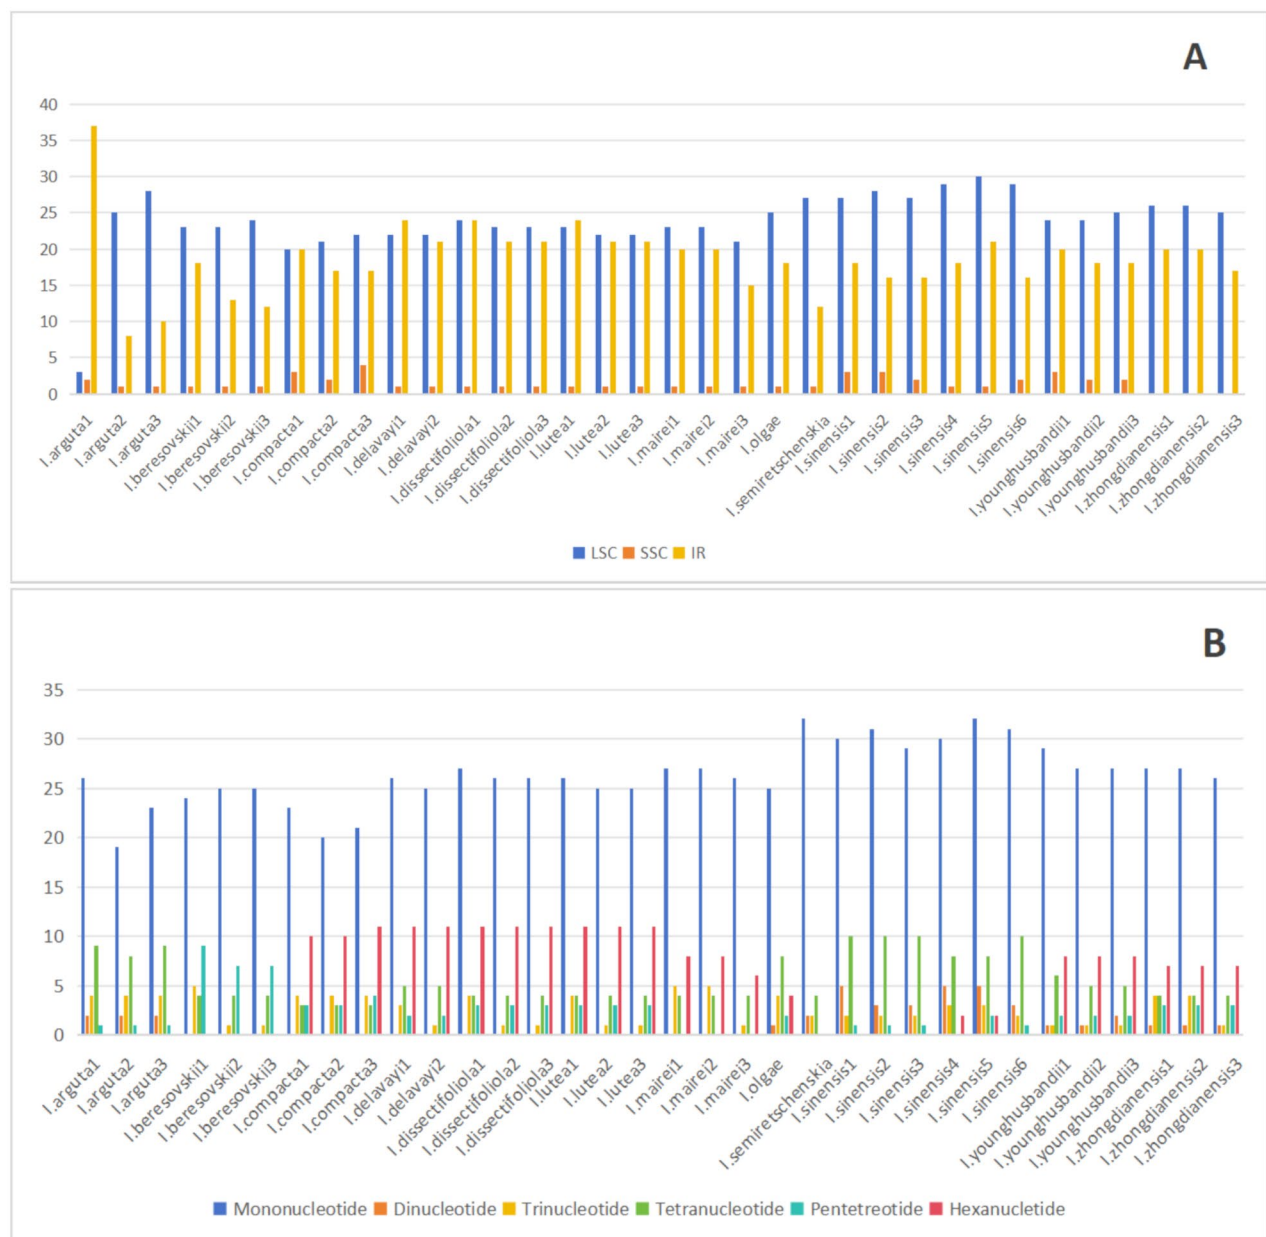 A
40
35
30
25
20
15
10
5
0
I.arguta1 I.arguta2 I.arguta3 I.beresovskii1 I.beresovskii2 I.beresovskii3 I.compacta1 I.compacta2 I.compacta3 I.delavayi1 I.delavayi2 I.dissectifoliola1 I.dissectifoliola2 I.dissectifoliola3 I.lutea1 I.lutea2 I.lutea3 I.mairei1 I.mairei2 I.mairei3 I.olgae I.semiretschenskia I.sinensis1 I.sinensis2 I.sinensis3 I.sinensis4 I.sinensis5 I.sinensis6 I.younghusbandii1 I.younghusbandii2 I.younghusbandii3 I.zhongdianensis1 I.zhongdianensis2 I.zhongdianensis3
LSC SSC IR
B
35
30
25
20
15
10
5
0
I.arguta1 I.arguta2 I.arguta3 I.beresovskii1 I.beresovskii2 I.beresovskii3 I.compacta1 I.compacta2 I.compacta3 I.delavayi1 I.delavayi2 I.dissectifoliola1 I.dissectifoliola2 I.dissectifoliola3 I.lutea1 I.lutea2 I.lutea3 I.mairei1 I.mairei2 I.mairei3 I.olgae I.semiretschenskia I.sinensis1 I.sinensis2 I.sinensis3 I.sinensis4 I.sinensis5 I.sinensis6 I.younghusbandii1 I.younghusbandii2 I.younghusbandii3 I.zhongdianensis1 I.zhongdianensis2 I.zhongdianensis3
Mononucleotide Dinucleotide Trinucleotide Tetranucleotide Pentetreotide Hexanucletide